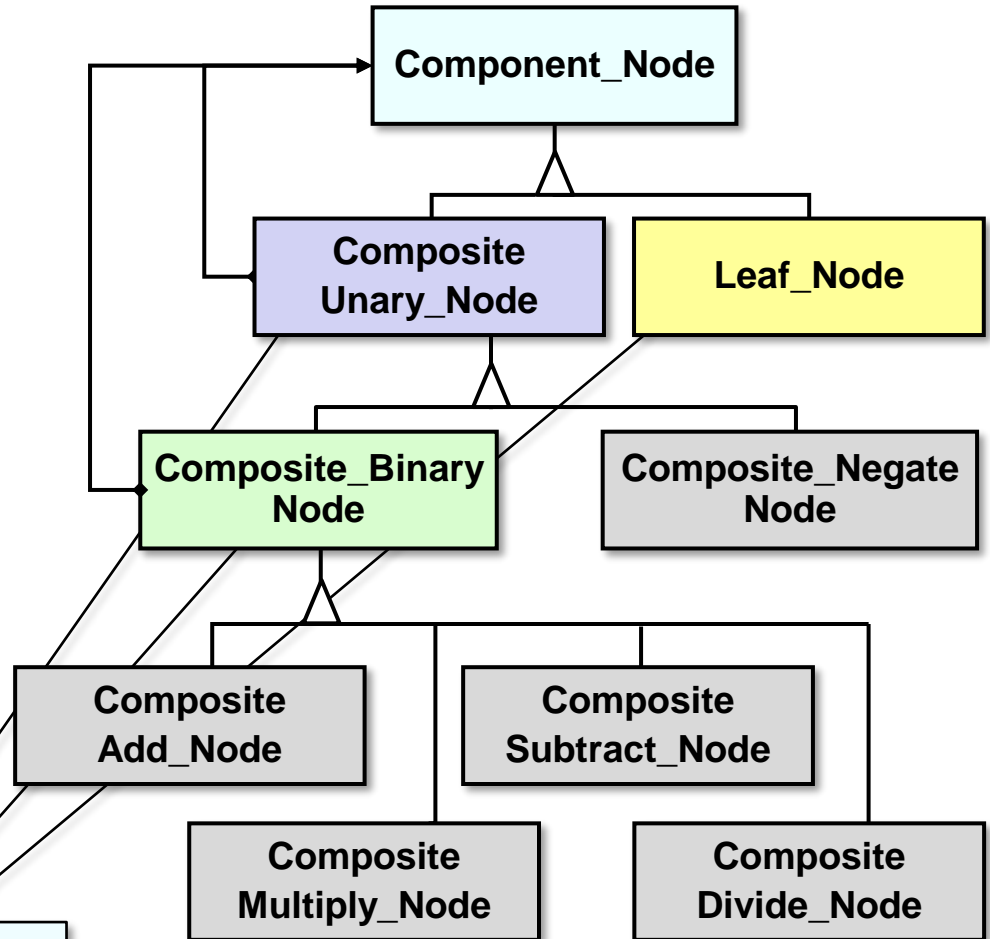 Component_Node
Composite
Unary_Node
Leaf_Node
Composite_Binary
Node
Composite_Negate
Node
Composite
Add_Node
Composite
Subtract_Node
Composite
Multiply_Node
Composite
Divide_Node